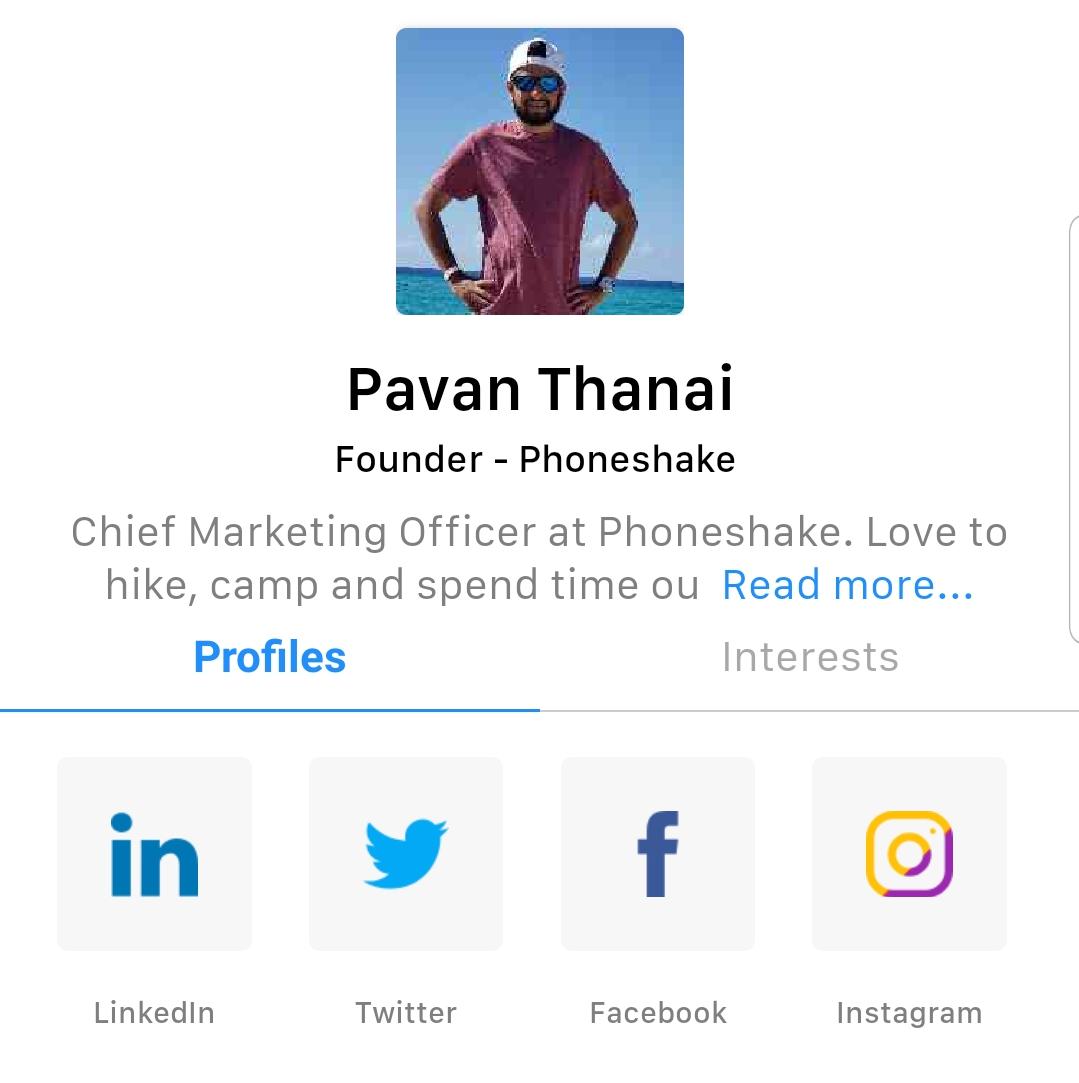 Pavan Thanai
Founder - Phoneshake
Chief Marketing Officer at Phoneshake. Love to
hike, camp and spend time ou Read more...
Profiles Interests
LinkedIn Twitter Facebook Instagram